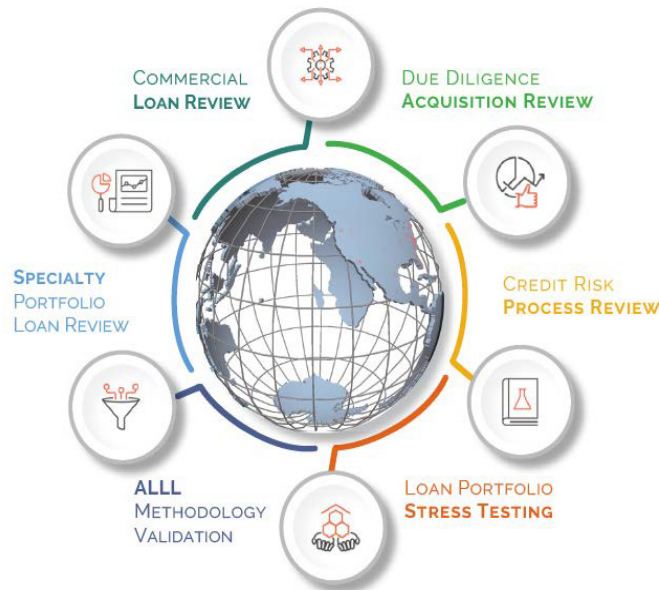 COMMERCIAL
LOAN REVIEW
DUE DILIGENCE
ACQUISITION REVIEW
SPECIALTY
PORTFOLIO
LOAN REVIEW
CREDIT RISK
PROCESS REVIEW
ALLL
METHODOLOGY
VALIDATION
LOAN PORTFOLIO
STRESS TESTING